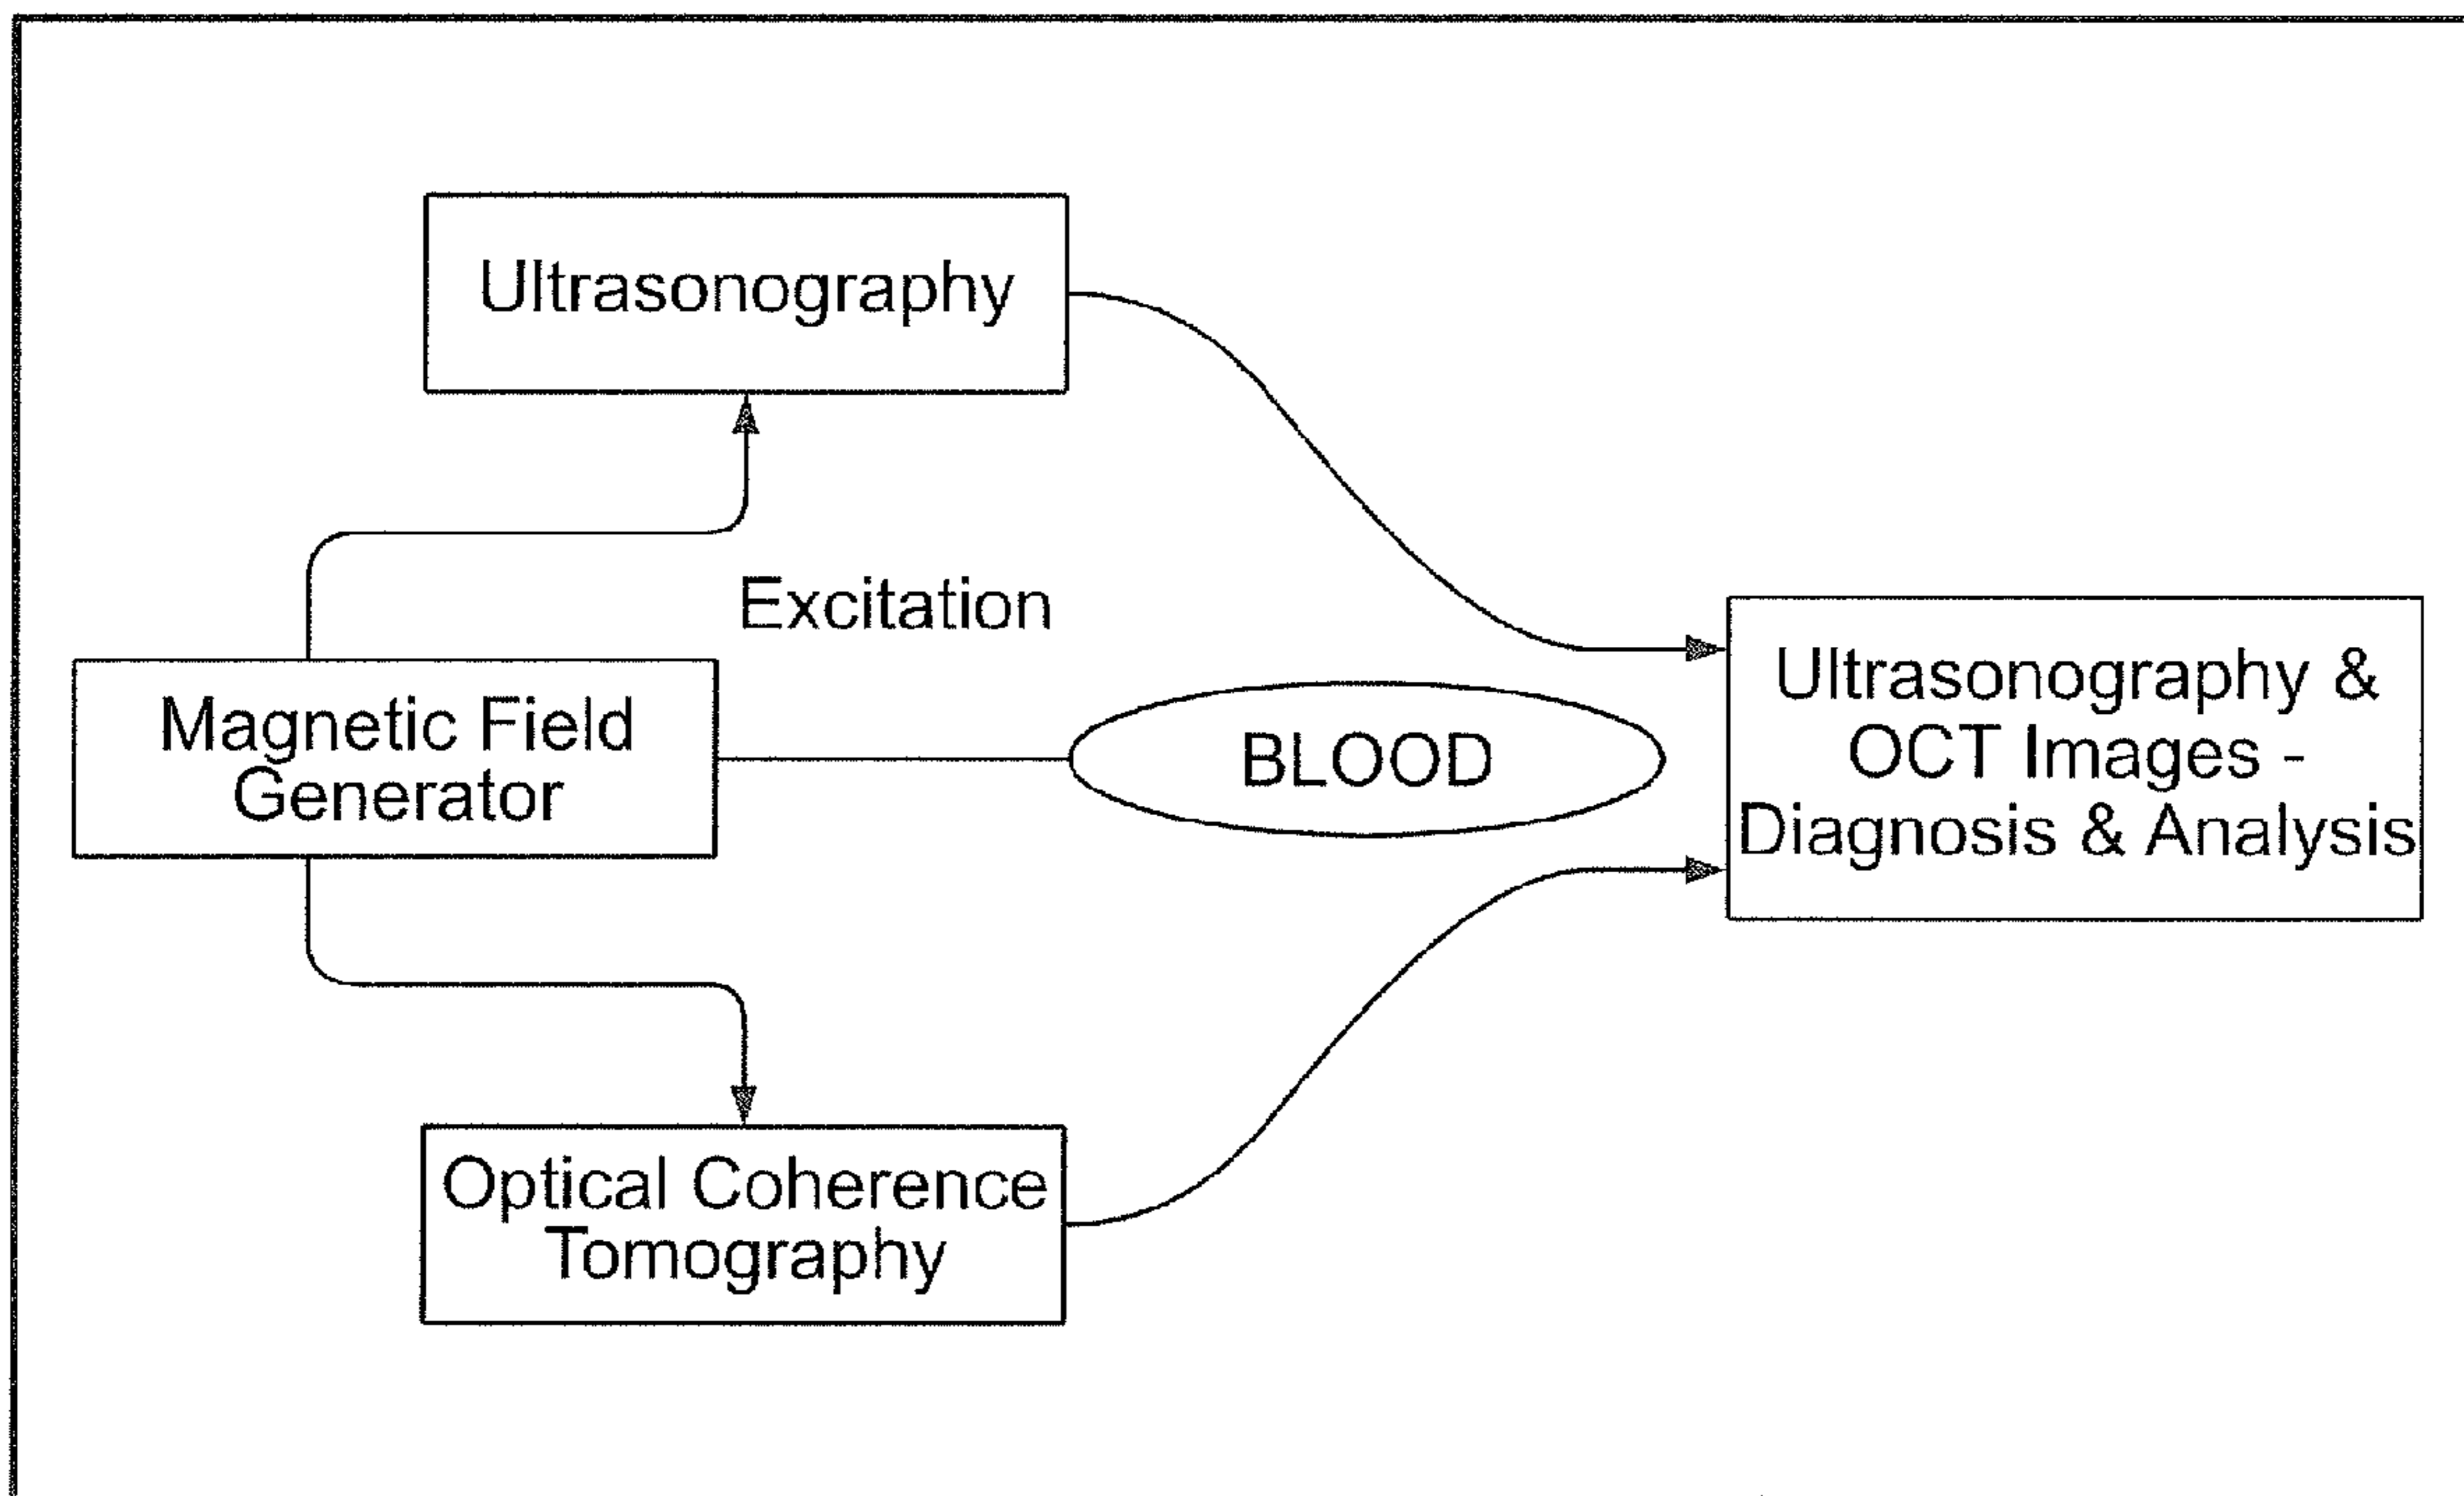 Ultrasonography
Excitation
Magnetic Field
Generator
BLOOD
Ultrasonography &
OCT Images -
Diagnosis & Analysis
Optical Coherence
Tomography